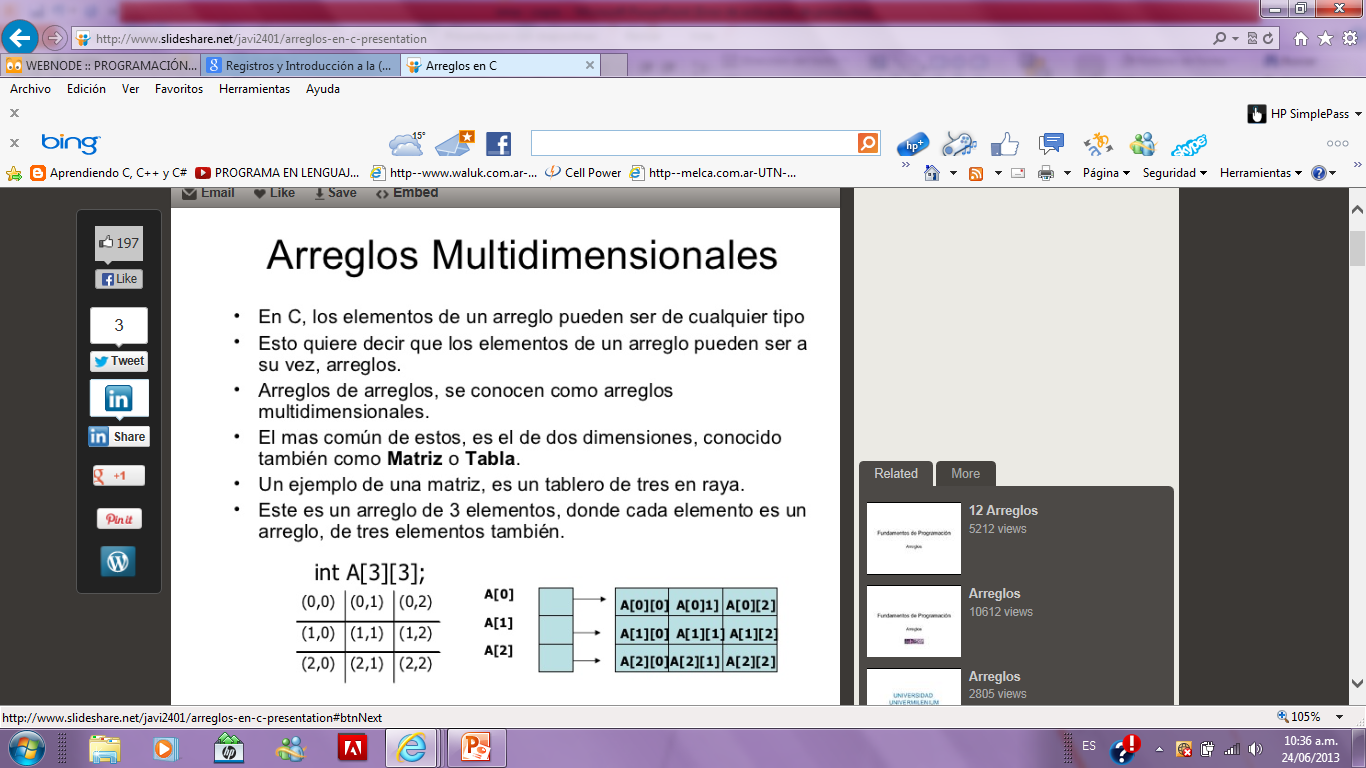 http://www.slideshare.net/javi2401/arreglos-en-c-presentation
WEBNODE :: PROGRAMACIÓN...
Registros y Introducción a la (...
Arreglos en C
Archivo Edición Ver Favoritos Herramientas Ayuda
HP SimplePass
bing
15°
hp+
skype
Aprendiendo C, C++ y C#
PROGRAMA EN LENGUAJ...
http--www.waluk.com.ar-...
Cell Power
http--melca.com.ar-UTN-...
Página Seguridad Herramientas
Email Like Save Embed
197
Like
3
Tweet
in
in Share
+1
Pin it
Arreglos Multidimensionales
• En C, los elementos de un arreglo pueden ser de cualquier tipo
• Esto quiere decir que los elementos de un arreglo pueden ser a
su vez, arreglos.
• Arreglos de arreglos, se conocen como arreglos
multidimensionales.
• El mas común de estos, es el de dos dimensiones, conocido
también como Matriz o Tabla.
• Un ejemplo de una matriz, es un tablero de tres en raya.
• Este es un arreglo de 3 elementos, donde cada elemento es un
arreglo, de tres elementos también.
int A[3][3];
(0,0) (0,1) (0,2)
(1,0) (1,1) (1,2)
(2,0) (2,1) (2,2)
A[0]
A[1]
A[2]
A[0][0] A[0]1] A[0][2]
A[1][0] A[1][1] A[1][2]
A[2][0] A[2][1] A[2][2]
Related More
Fundamentos de Programación
Arreglos
12 Arreglos
5212 views
Fundamentos de Programación
Arreglos
Arreglos
10612 views
UNIVERSIDAD
UNIVERMILENIUM
Arreglos
2805 views
http://www.slideshare.net/javi2401/arreglos-en-c-presentation#btnNext
105%
ES
10:36 a.m.
24/06/2013